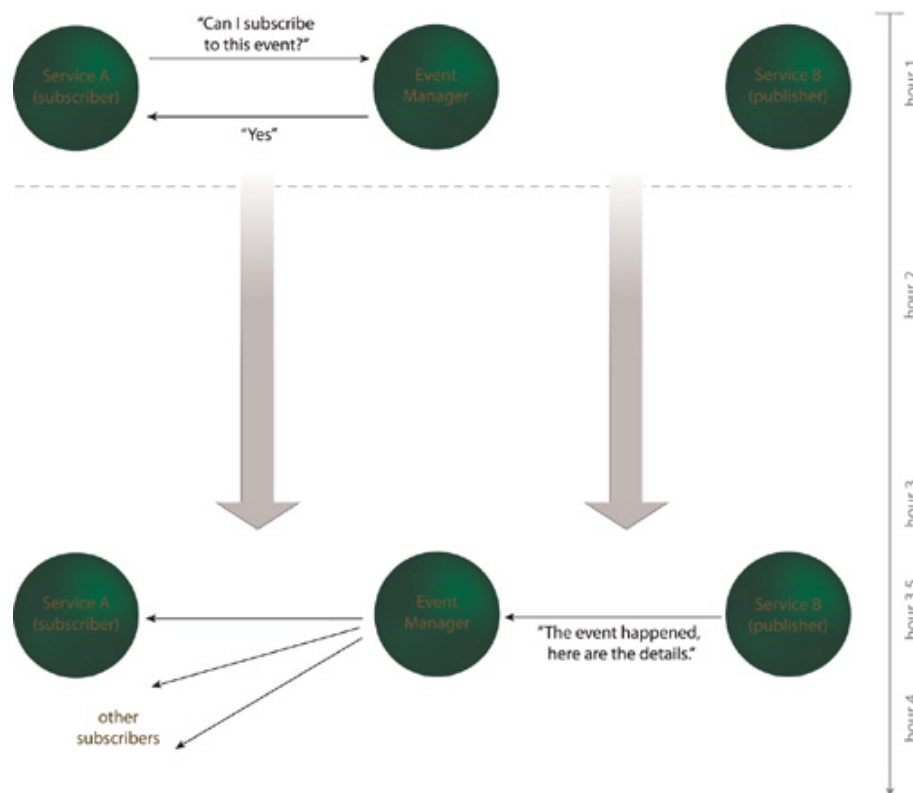 "Can I subscribe
to this event?"
Service A
(subscriber)
Event
Manager
Service B
(publisher)
"Yes"
hour 1
hour 2
hour 3
Service A
(subscriber)
Event
Manager
Service B
(publisher)
"The event happened,
here are the details."
hour 3.5
other
subscribers
hour 4